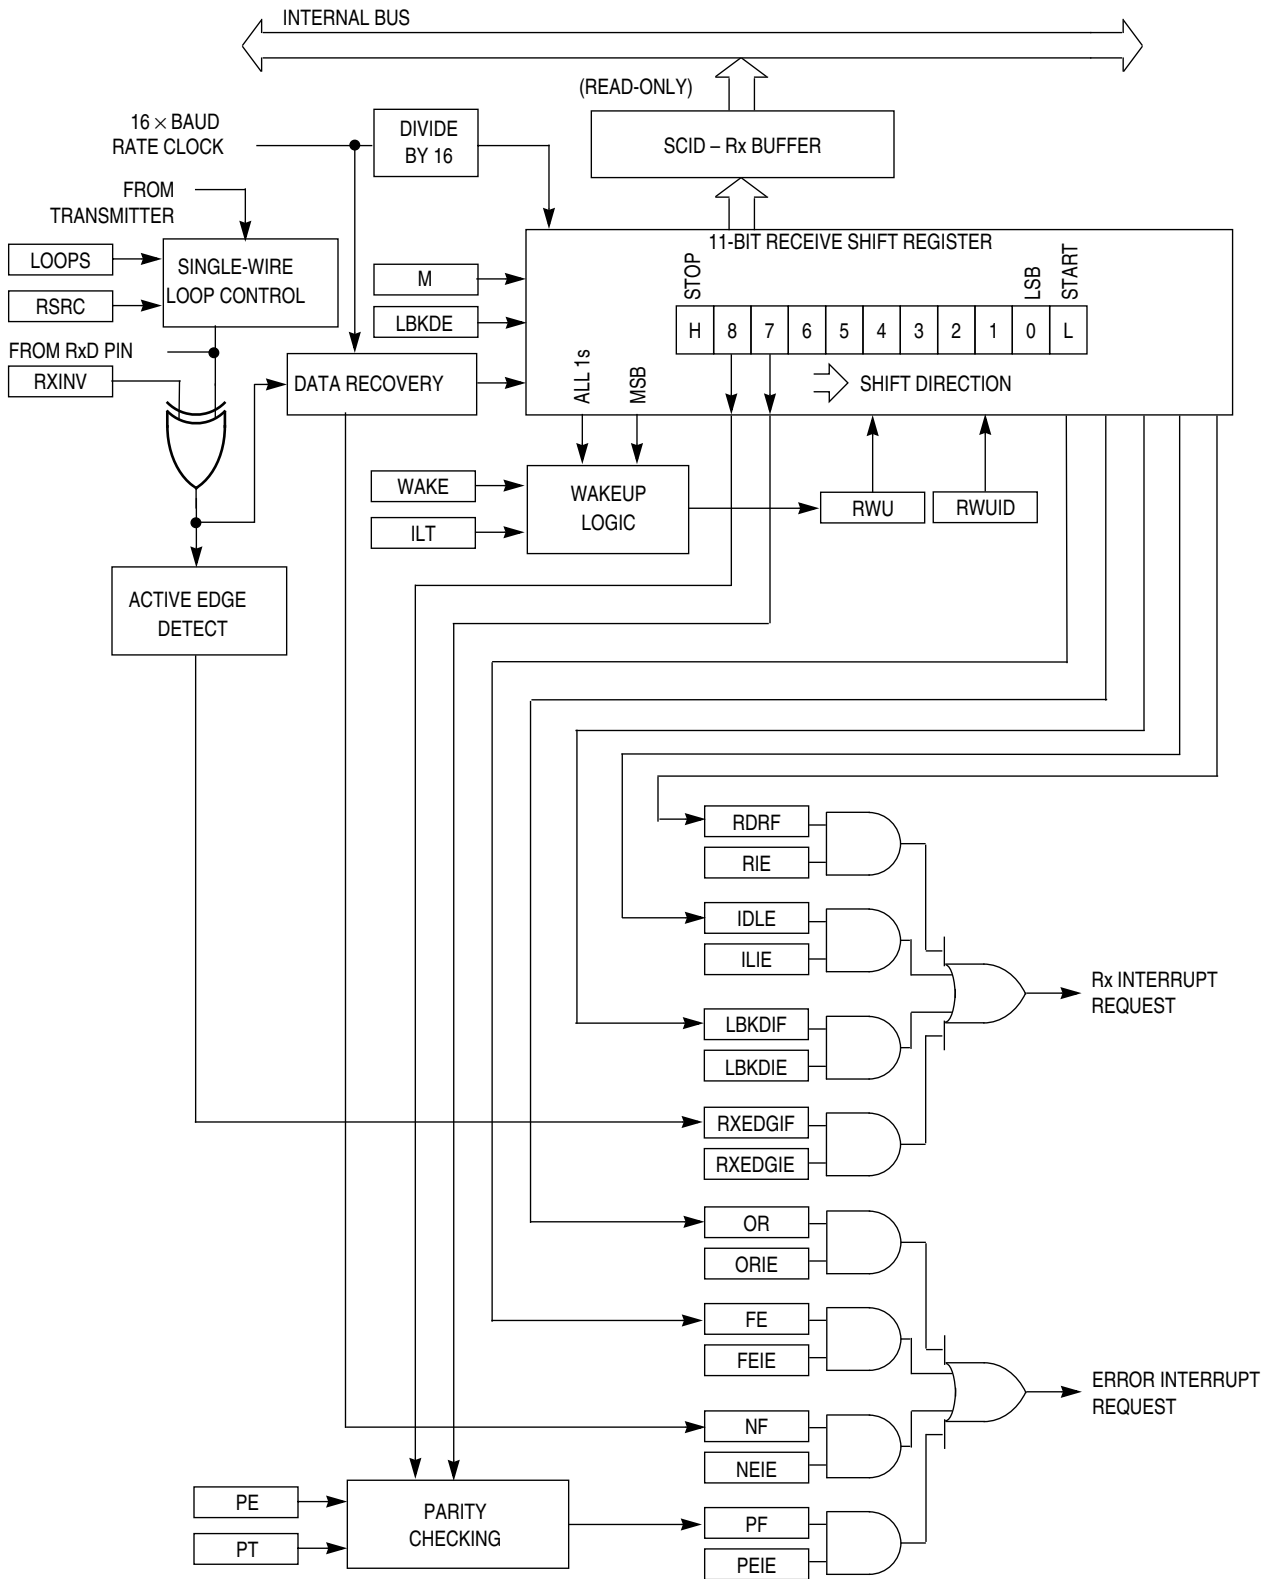 INTERNAL BUS
(READ-ONLY)
16 × BAUD
RATE CLOCK
DIVIDE
BY 16
SCID – Rx BUFFER
FROM
TRANSMITTER
11-BIT RECEIVE SHIFT REGISTER
LOOPS
SINGLE-WIRE
LOOP CONTROL
RSRC
M
LBKDE
STOP
LSB
START
H 8 7 6 5 4 3 2 1 0 L
FROM RxD PIN
RXINV
DATA RECOVERY
ALL 1s
MSB
SHIFT DIRECTION
WAKE
ILT
WAKEUP
LOGIC
RWU
RWUID
ACTIVE EDGE
DETECT
RDRF
RIE
IDLE
ILIE
Rx INTERRUPT
REQUEST
LBKDIF
LBKDIE
RXEDGIF
RXEDGIE
OR
ORIE
FE
FEIE
ERROR INTERRUPT
REQUEST
NF
NEIE
PE
PT
PARITY
CHECKING
PF
PEIE